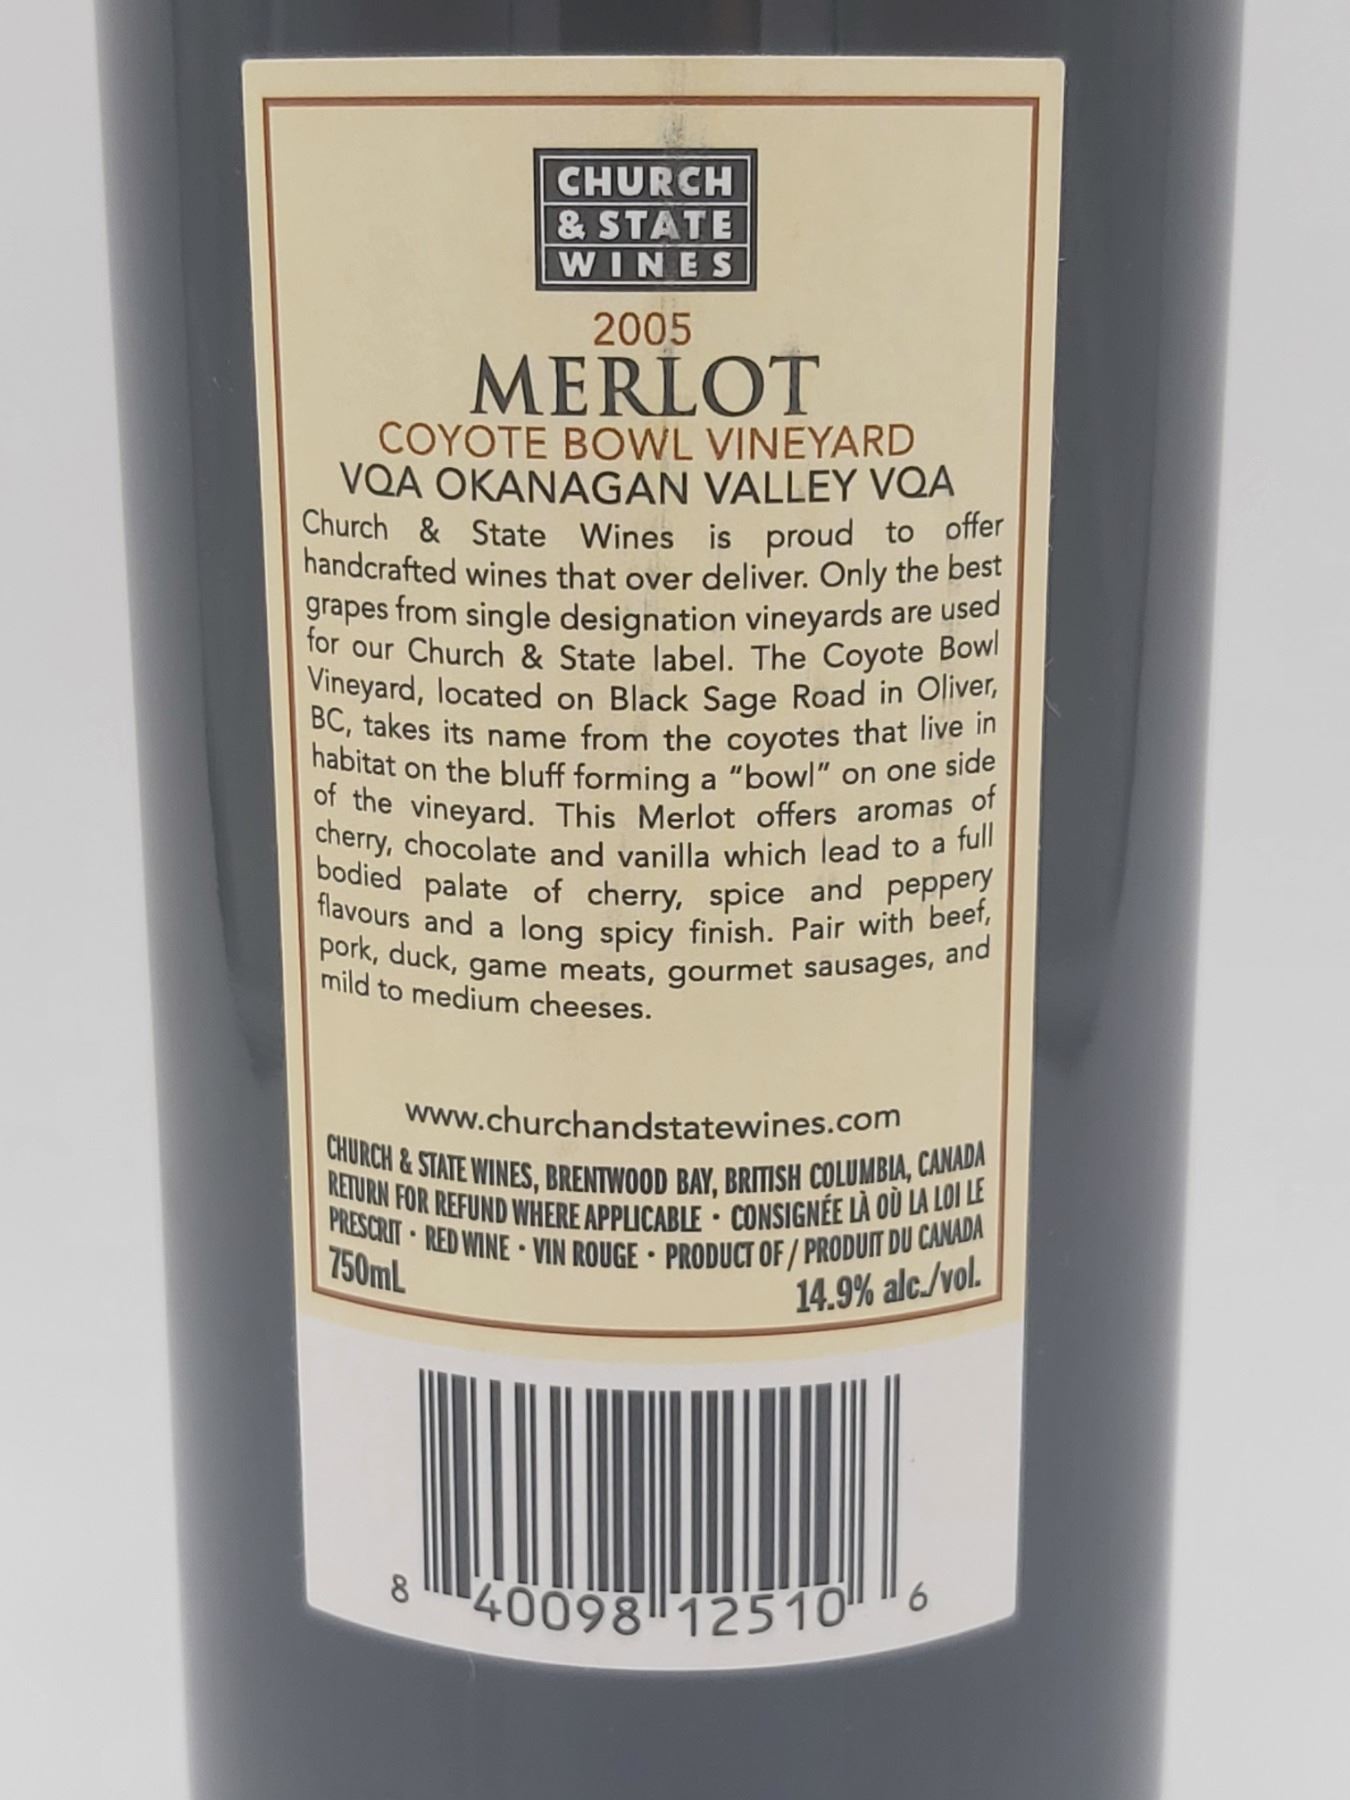 CHURCH
& STATE
WINES
2005
MERLOT
COYOTE BOWL VINEYARD
VQA OKANAGAN VALLEY VQA
Church & State Wines is proud to offer
handcrafted wines that over deliver. Only the best
grapes from single designation vineyards are used
for our Church & State label. The Coyote Bowl
Vineyard, located on Black Sage Road in Oliver,
BC, takes its name from the coyotes that live in
habitat on the bluff forming a "bowl" on one side
of the vineyard. This Merlot offers aromas of
cherry, chocolate and vanilla which lead to a full
bodied palate of cherry, spice and peppery
flavours and a long spicy finish. Pair with beef,
pork, duck, game meats, gourmet sausages, and
mild to medium cheeses.
www.churchandstatewines.com
CHURCH & STATE WINES, BRENTWOOD BAY, BRITISH COLUMBIA, CANADA
RETURN FOR REFUND WHERE APPLICABLE · CONSIGNÉE LÀ OÙ LA LOI LE
PRESCRIT · RED WINE · VIN ROUGE · PRODUCT OF / PRODUIT DU CANADA
750mL 14.9% alc./vol.
8 40098 12510 6